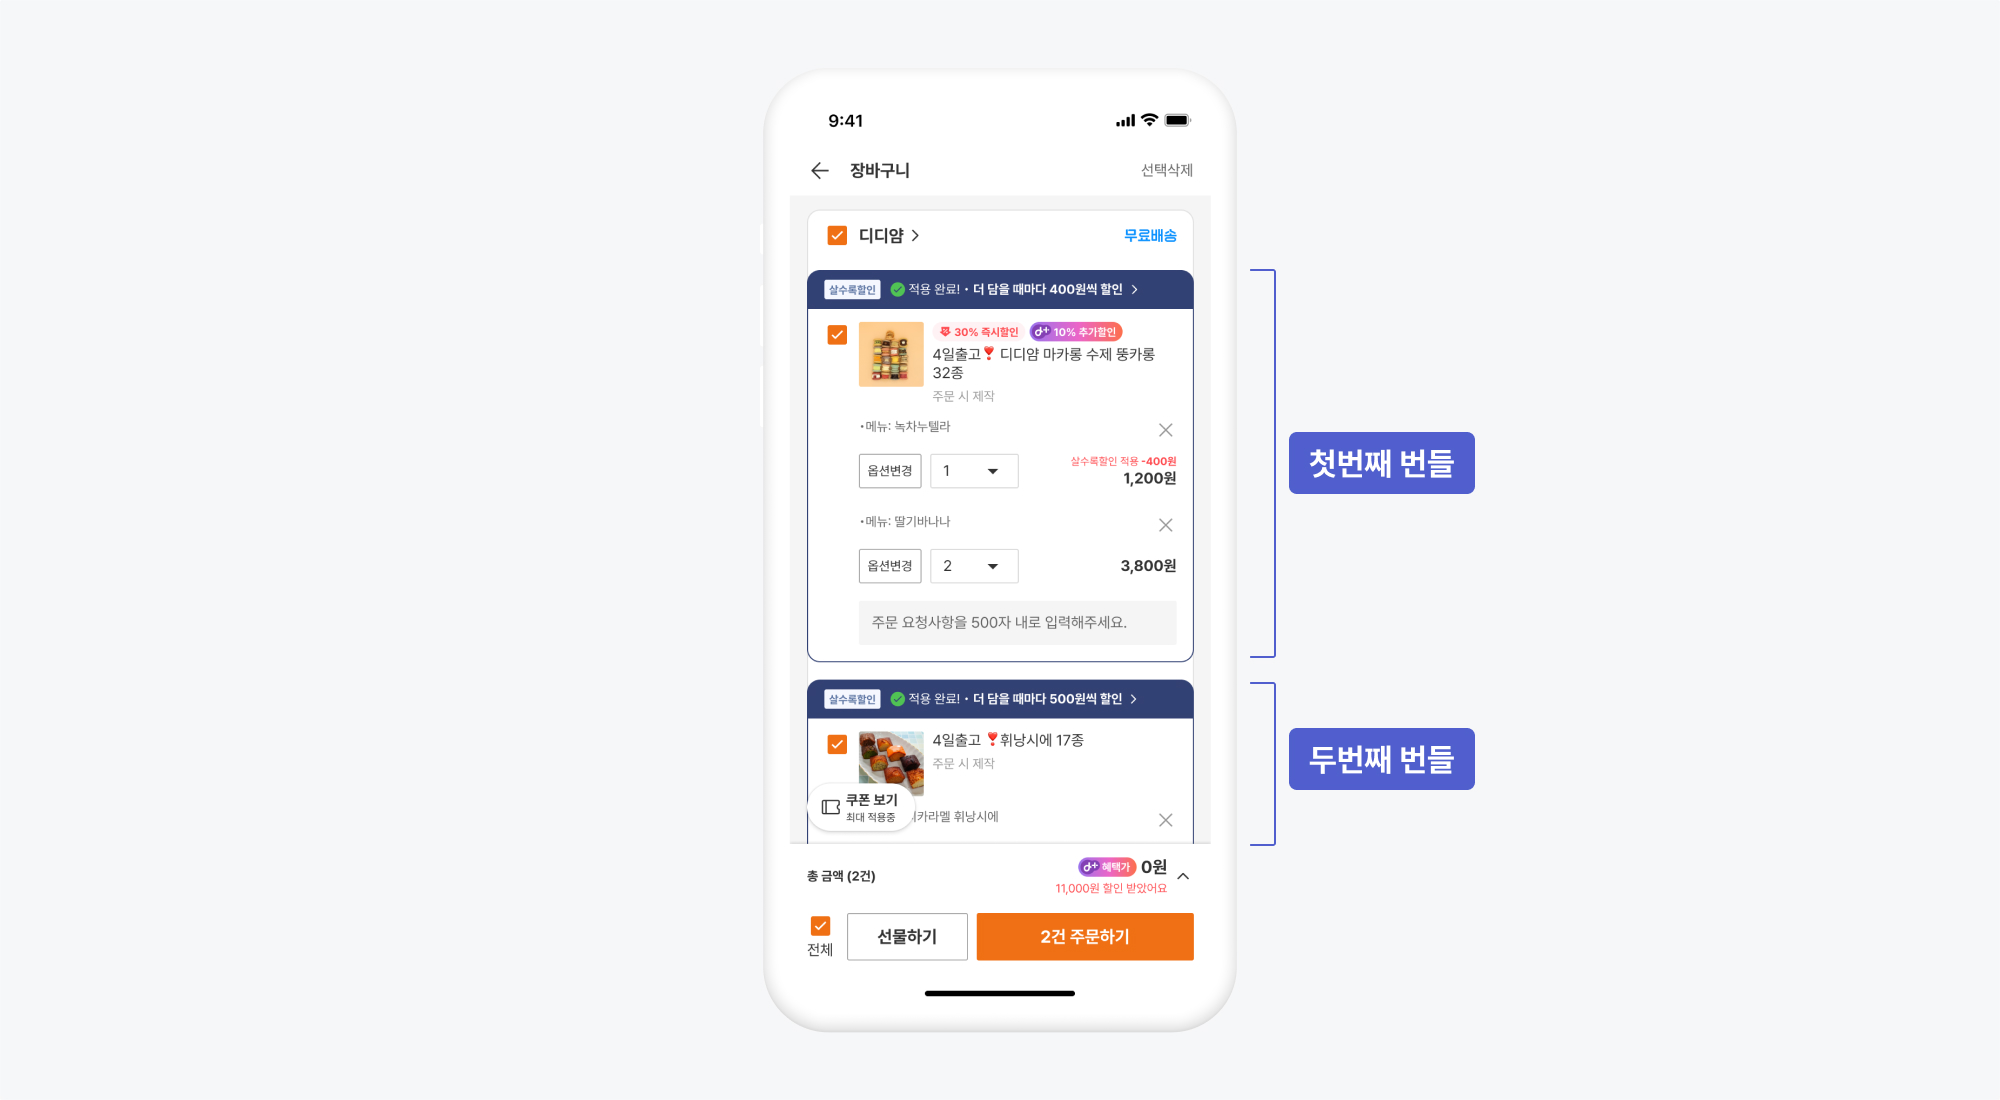 9:41
장바구니
선택삭제
디디얌
무료배송
살수록할인 적용 완료! • 더 담을 때마다 400원씩 할인
30% 즉시할인 d+ 10% 추가할인
4일출고❣️ 디디얌 마카롱 수제 뚱카롱
32종
주문 시 제작
•메뉴: 녹차누텔라
옵션변경
1
살수록할인 적용 -400원
1,200원
•메뉴: 딸기바나나
옵션변경
2
3,800원
주문 요청사항을 500자 내로 입력해주세요.
첫번째 번들
살수록할인 적용 완료! • 더 담을 때마다 500원씩 할인
4일출고 ❣️휘낭시에 17종
주문 시 제작
카라멜 휘낭시에
쿠폰 보기
최대 적용중
두번째 번들
총 금액 (2건)
d+ 혜택가 0원
11,000원 할인 받았어요
전체
선물하기
2건 주문하기